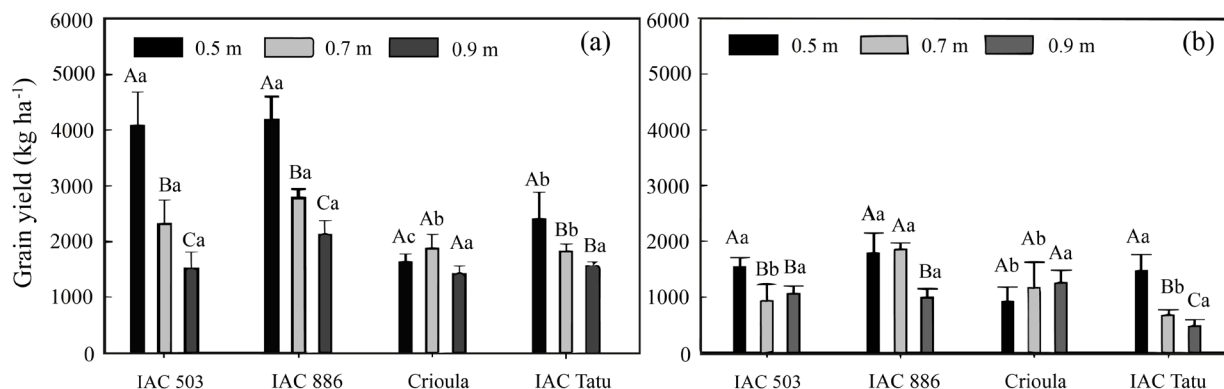 Grain yield (kg ha⁻¹)
6000
5000
4000
3000
2000
1000
0
0.5 m 0.7 m 0.9 m (a)
Aa Ba Ca
Aa Ba Ca
Ac Ab Aa
Ab Bb Ba
IAC 503 IAC 886 Crioula IAC Tatu
6000
5000
4000
3000
2000
1000
0
0.5 m 0.7 m 0.9 m (b)
Aa Bb Ba
Aa Aa Ba
Ab Ab Aa
Aa Bb Ca
IAC 503 IAC 886 Crioula IAC Tatu